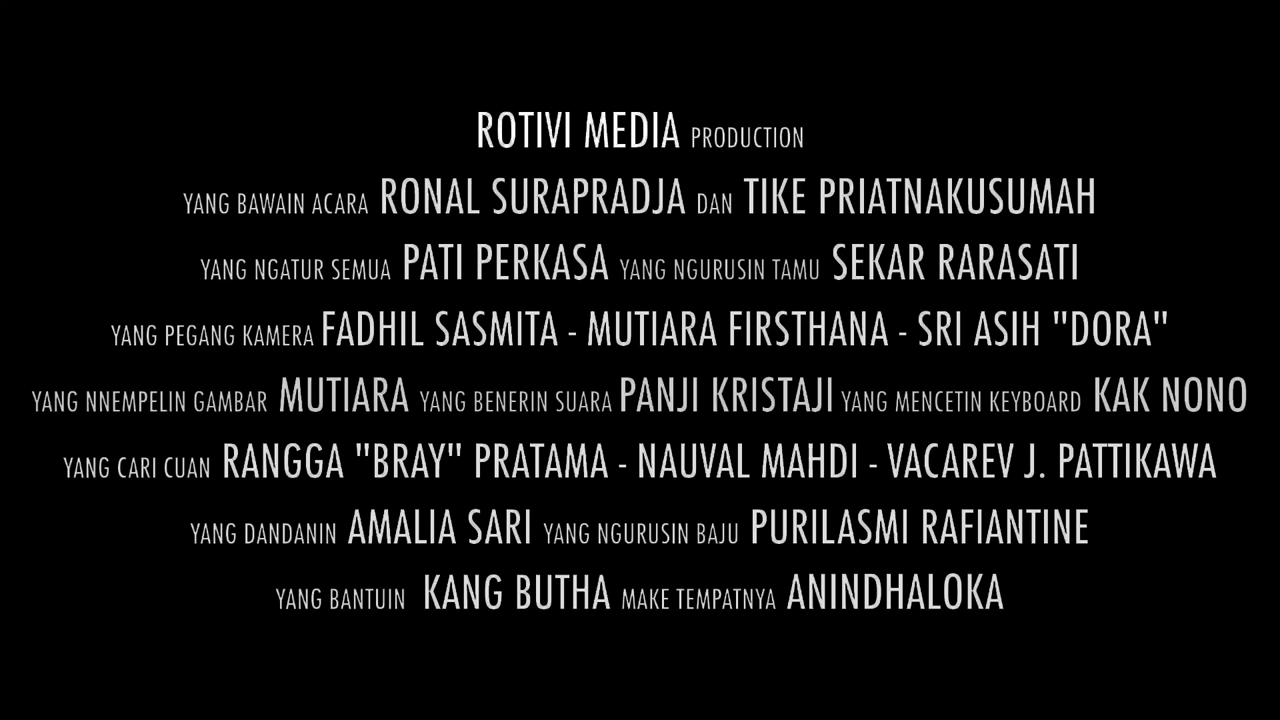 ROTIVI MEDIA PRODUCTION
YANG BAWAIN ACARA RONAL SURAPRADJA DAN TIKE PRIATNAKUSUMAH
YANG NGATUR SEMUA PATI PERKASA YANG NGURUSIN TAMU SEKAR RARASATI
YANG PEGANG KAMERA FADHIL SASMITA - MUTIARA FIRSTHANA - SRI ASIH "DORA"
YANG NNEMPELIN GAMBAR MUTIARA YANG BENERIN SUARA PANJI KRISTAJI YANG MENCETIN KEYBOARD KAK NONO
YANG CARI CUAN RANGGA "BRAY" PRATAMA - NAUVAL MAHDI - VACAREV J. PATTIKAWA
YANG DANDANIN AMALIA SARI YANG NGURUSIN BAJU PURILASMI RAFIANTINE
YANG BANTUIN KANG BUTHA MAKE TEMPATNYA ANINDHALOKA